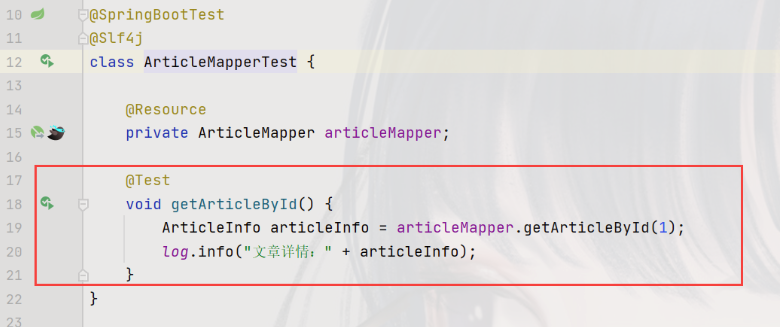 10 @SpringBootTest
11 @Slf4j
12 class ArticleMapperTest {
13
14     @Resource
15     private ArticleMapper articleMapper;
16
17     @Test
18     void getArticleById() {
19         ArticleInfo articleInfo = articleMapper.getArticleById(1);
20         log.info("文章详情：" + articleInfo);
21     }
22 }
23